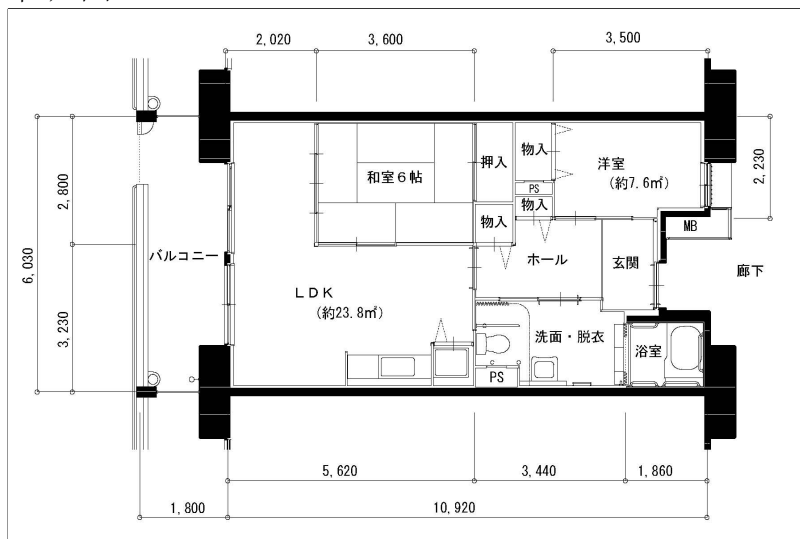 2,020
3,600
3,500
6,030
2,800
3,230
2,230
和室6帖
押入
物入
洋室
(約7.6㎡)
PS
物入
物入
MB
バルコニー
ホール
玄関
廊下
LDK
(約23.8㎡)
洗面・脱衣
浴室
PS
5,620
3,440
1,860
1,800
10,920